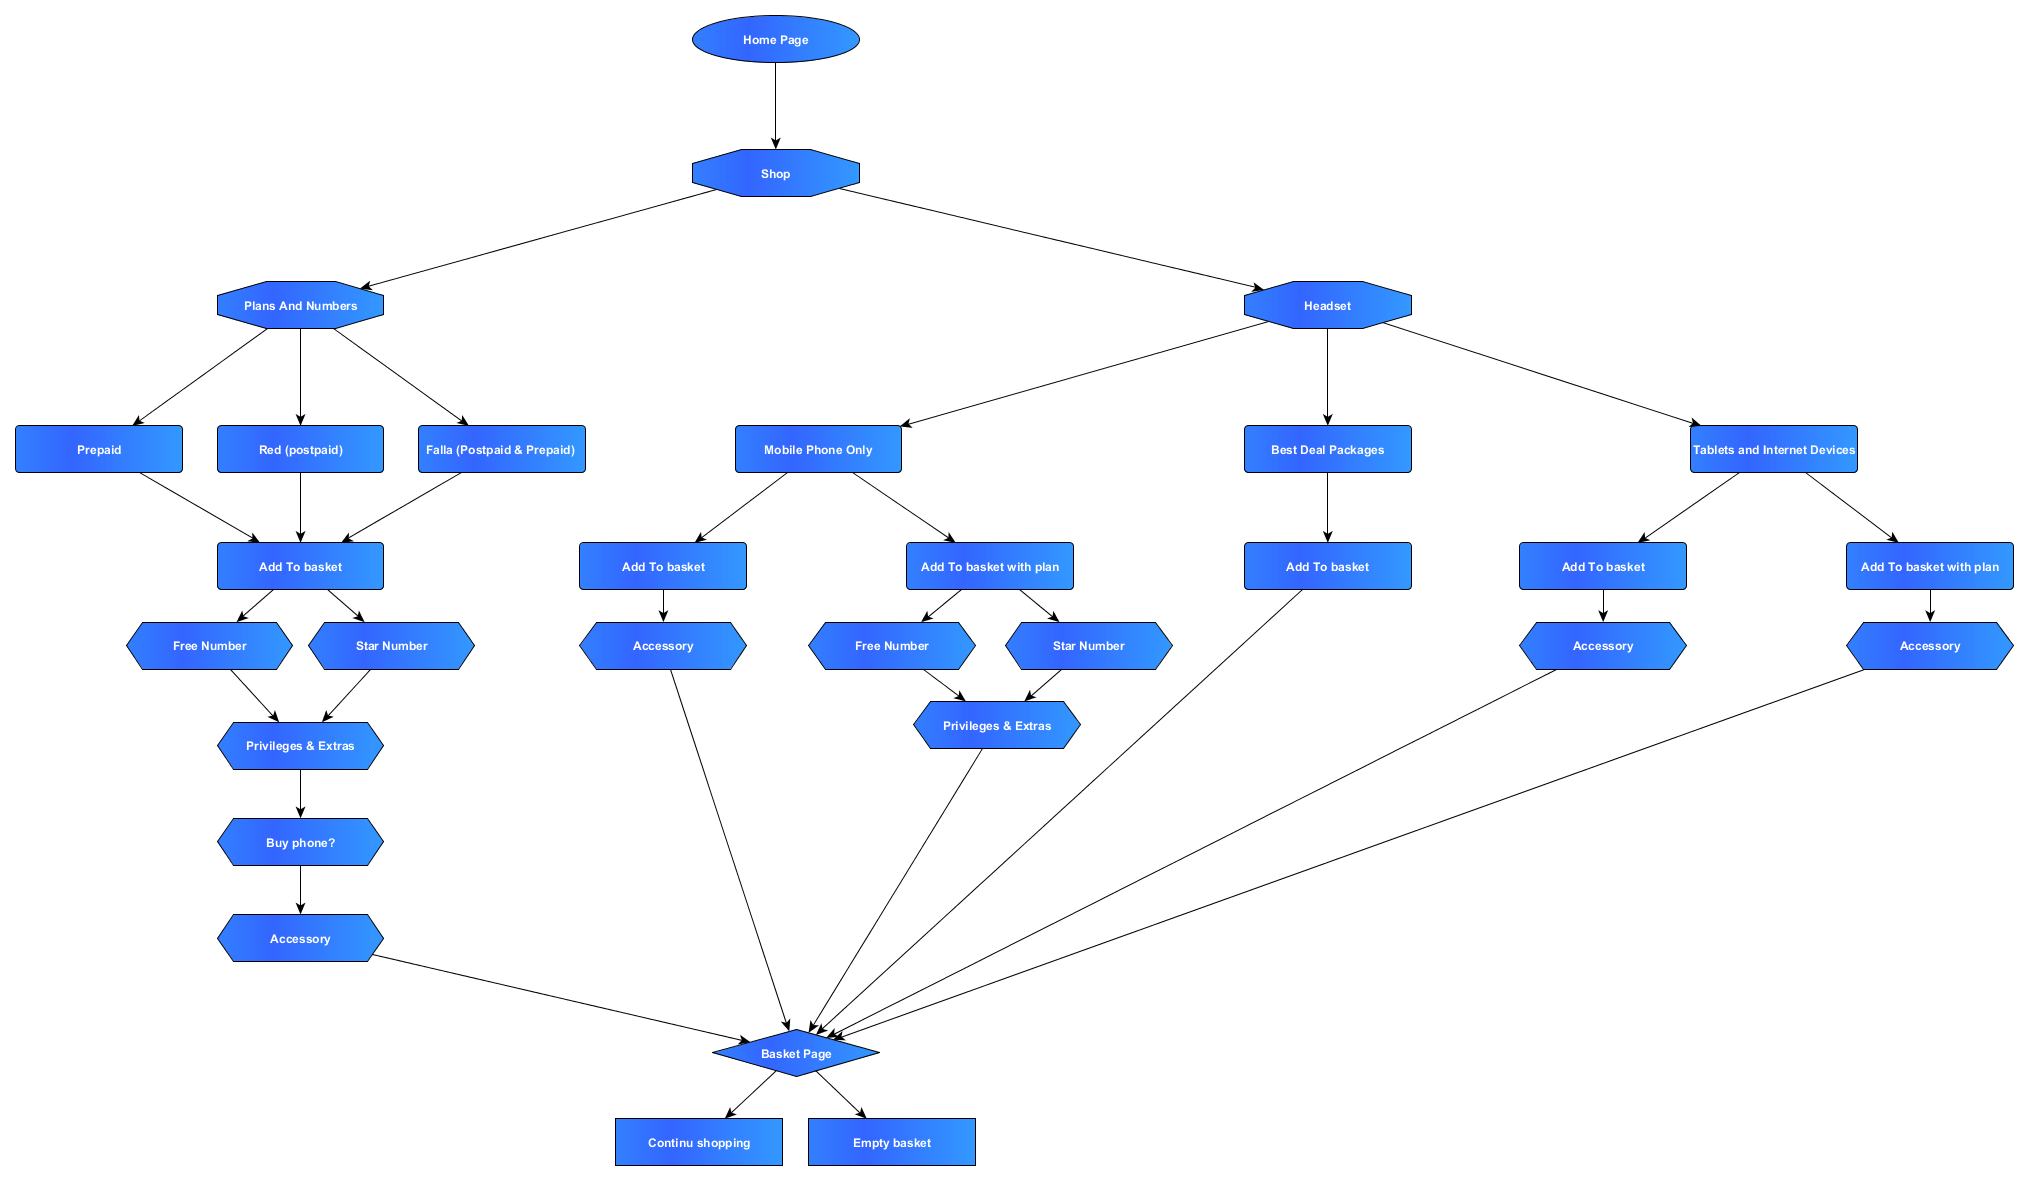 Home Page
Shop
Plans And Numbers
Headset
Prepaid
Red (postpaid)
Falla (Postpaid & Prepaid)
Mobile Phone Only
Best Deal Packages
Tablets and Internet Devices
Add To basket
Add To basket
Add To basket with plan
Add To basket
Add To basket
Add To basket with plan
Free Number
Star Number
Accessory
Free Number
Star Number
Accessory
Accessory
Privileges & Extras
Privileges & Extras
Buy phone?
Accessory
Basket Page
Continu shopping
Empty basket